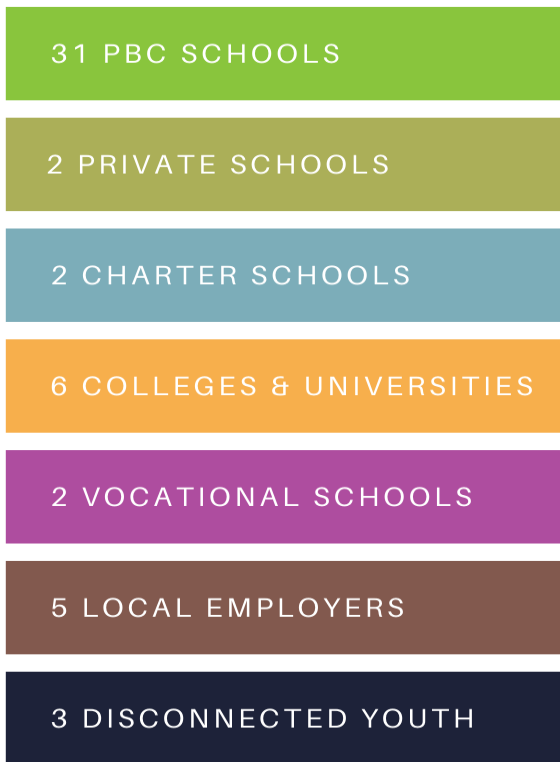 31 PBC SCHOOLS
2 PRIVATE SCHOOLS
2 CHARTER SCHOOLS
6 COLLEGES & UNIVERSITIES
2 VOCATIONAL SCHOOLS
5 LOCAL EMPLOYERS
3 DISCONNECTED YOUTH